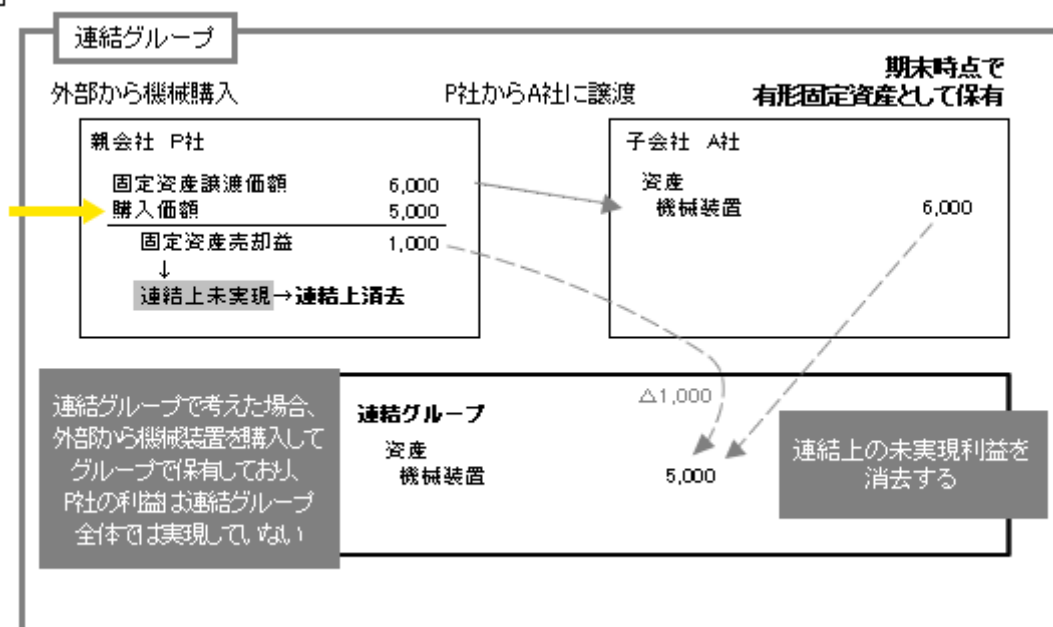 連結グループ
外部から機械購入
P社からA社に譲渡
期末時点で
有形固定資産として保有
親会社 P社
固定資産譲渡価額 6,000
購入価額 5,000
固定資産売却益 1,000
↓
連結上未実現→連結上消去
子会社 A社
資産
機械装置 6,000
連結グループで考えた場合、
外部から機械装置を購入して
グループで保有しており、
P社の利益は連結グループ
全体では実現していない
△1,000
連結グループ
資産
機械装置 5,000
連結上の未実現利益を
消去する